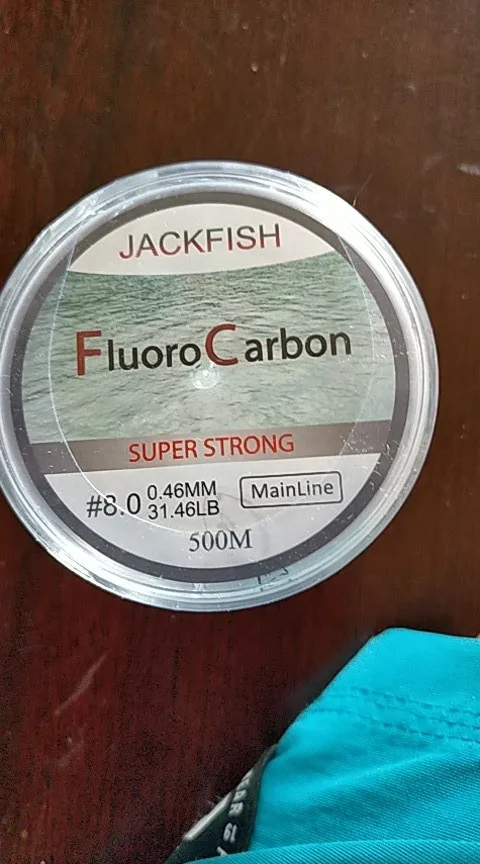 JACKFISH
FluoroCarbon
SUPER STRONG
#8.0 0.46MM
31.46LB
MainLine
500M